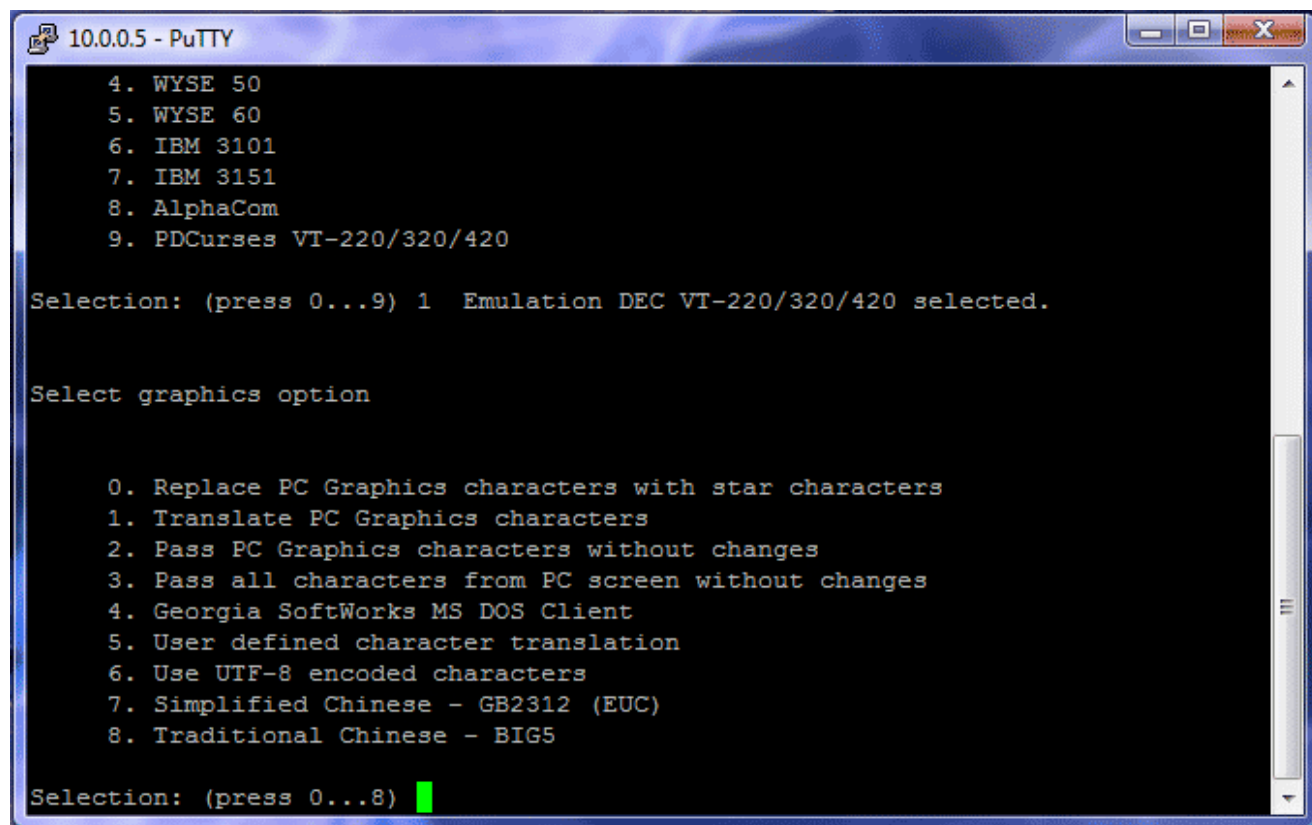 10.0.0.5 - PuTTY
4. WYSE 50
5. WYSE 60
6. IBM 3101
7. IBM 3151
8. AlphaCom
9. PDCurses VT-220/320/420
Selection: (press 0...9) 1  Emulation DEC VT-220/320/420 selected.
Select graphics option
0. Replace PC Graphics characters with star characters
1. Translate PC Graphics characters
2. Pass PC Graphics characters without changes
3. Pass all characters from PC screen without changes
4. Georgia SoftWorks MS DOS Client
5. User defined character translation
6. Use UTF-8 encoded characters
7. Simplified Chinese - GB2312 (EUC)
8. Traditional Chinese - BIG5
Selection: (press 0...8)